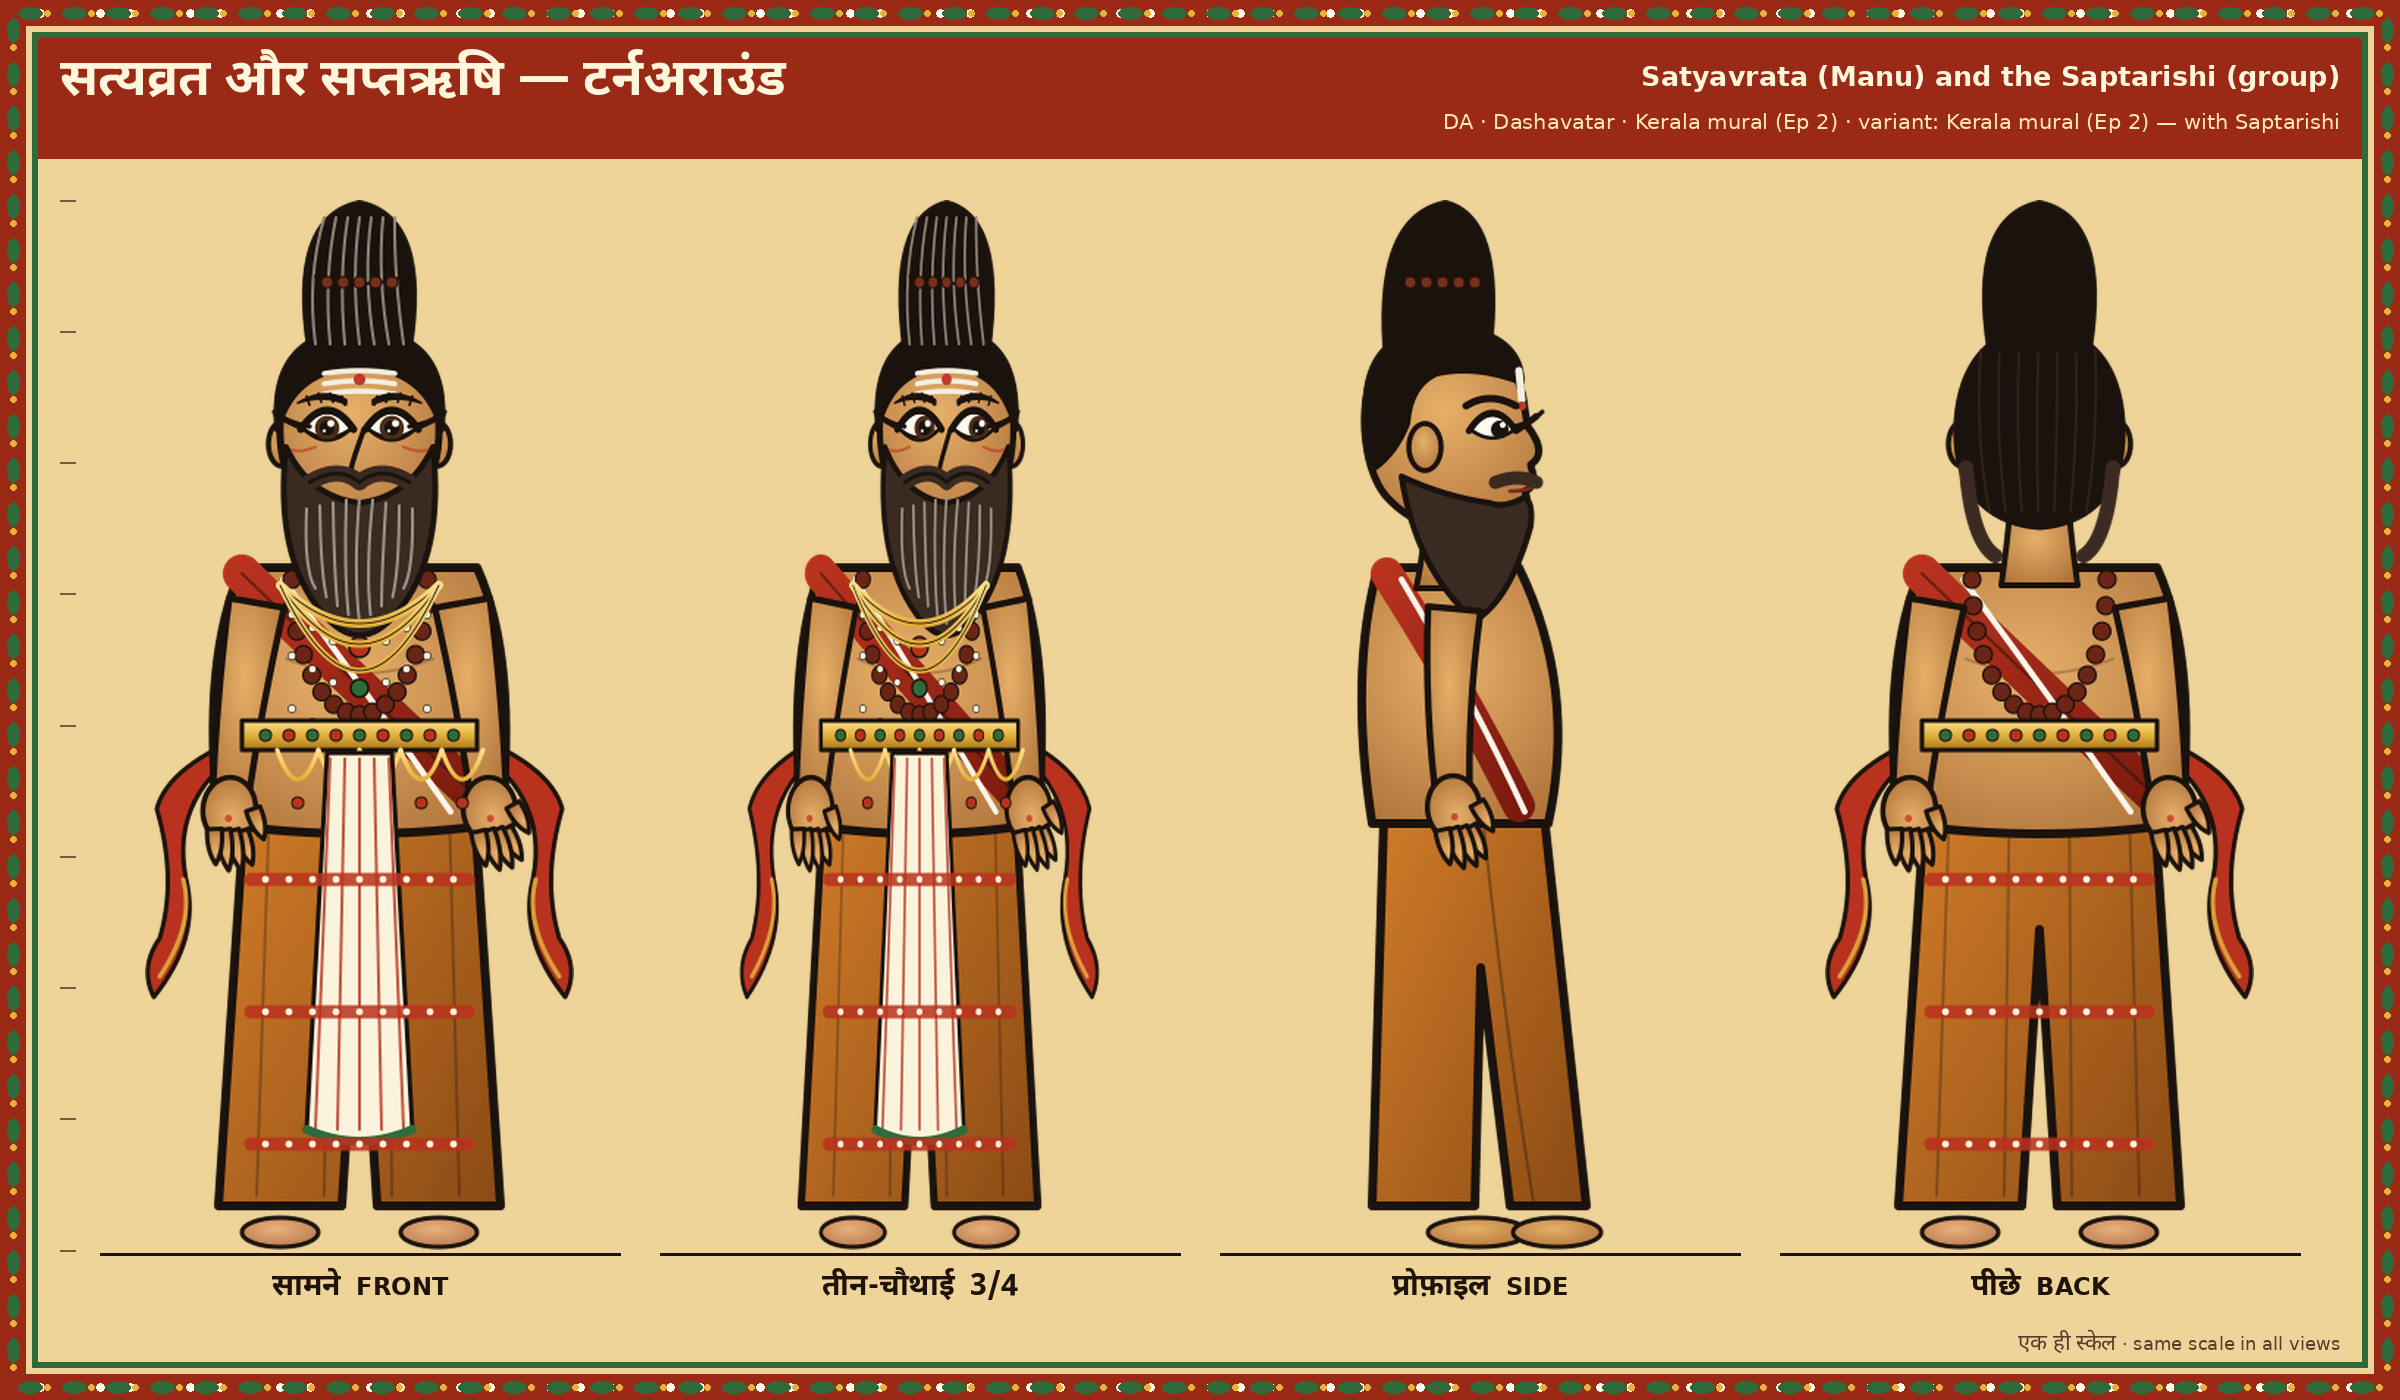 सत्यव्रत और सप्तऋषि — टर्नअराउंड
Satyavrata (Manu) and the Saptarishi (group)
DA · Dashavatar · Kerala mural (Ep 2) · variant: Kerala mural (Ep 2) — with Saptarishi
सामने FRONT
तीन-चौथाई 3/4
प्रोफ़ाइल SIDE
पीछे BACK
एक ही स्केल · same scale in all views